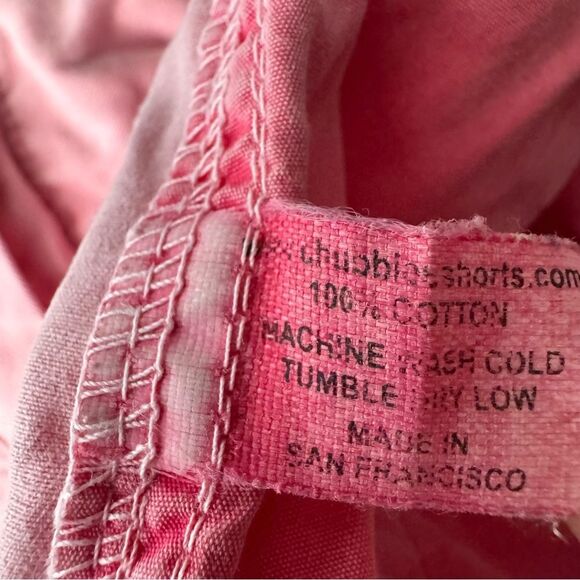 chubbiesshorts.com
100% COTTON
MACHINE WASH COLD
TUMBLE DRY LOW
MADE IN
SAN FRANCISCO